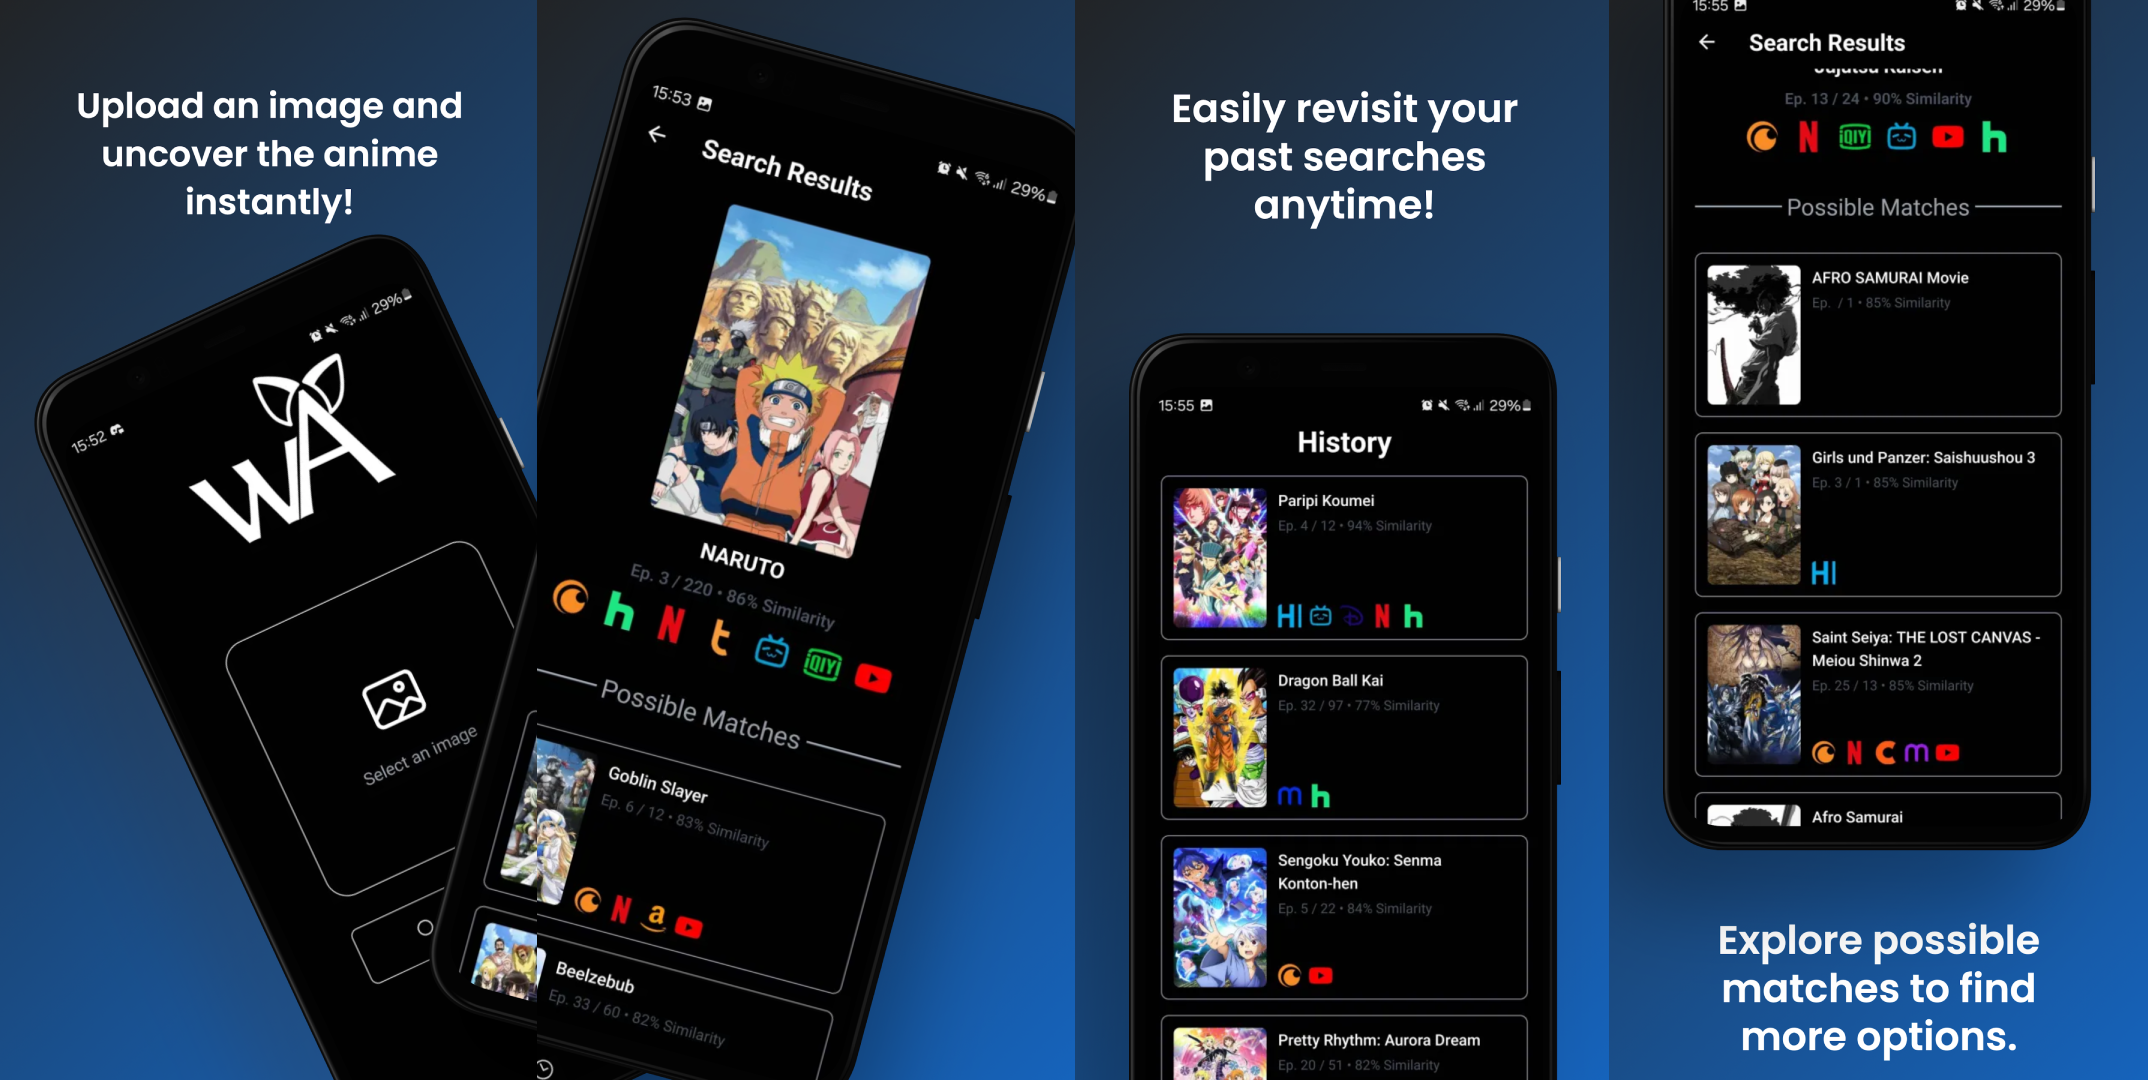 Upload an image and
uncover the anime
instantly!
15:52
29%
WA
Select an image
15:53
29%
Search Results
NARUTO
Ep. 3 / 220 • 86% Similarity
h N t QIY
Possible Matches
Goblin Slayer
Ep. 6 / 12 • 83% Similarity
N a
Beelzebub
Ep. 33 / 60 • 82% Similarity
Easily revisit your
past searches
anytime!
15:55
29%
History
Paripi Koumei
Ep. 4 / 12 • 94% Similarity
HI D N h
Dragon Ball Kai
Ep. 32 / 97 • 77% Similarity
m h
Sengoku Youko: Senma
Konton-hen
Ep. 5 / 22 • 84% Similarity
Pretty Rhythm: Aurora Dream
Ep. 20 / 51 • 82% Similarity
15:55
29%
Search Results
Jujutsu Kaisen
Ep. 13 / 24 • 90% Similarity
N QIY h
Possible Matches
AFRO SAMURAI Movie
Ep. / 1 • 85% Similarity
Girls und Panzer: Saishuushou 3
Ep. 3 / 1 • 85% Similarity
HI
Saint Seiya: THE LOST CANVAS -
Meiou Shinwa 2
Ep. 25 / 13 • 85% Similarity
N C m
Afro Samurai
Explore possible
matches to find
more options.